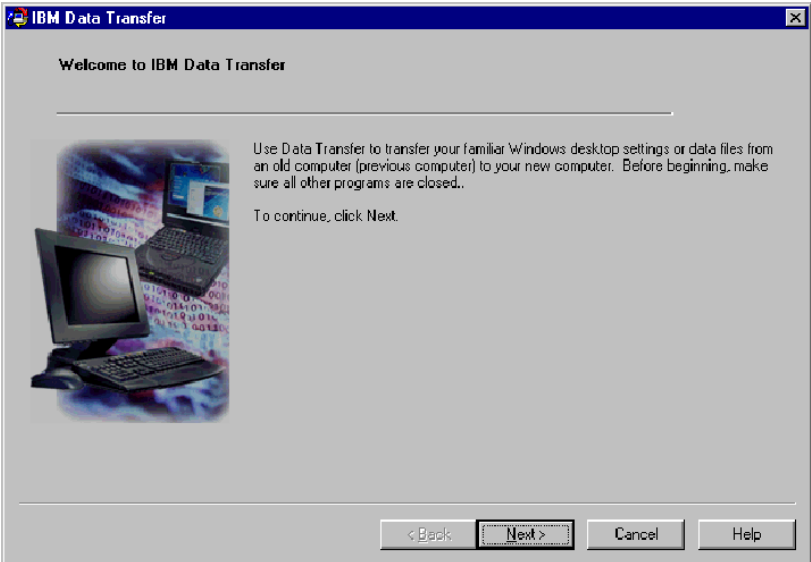 IBM Data Transfer
Welcome to IBM Data Transfer
Use Data Transfer to transfer your familiar Windows desktop settings or data files from
an old computer (previous computer) to your new computer.  Before beginning, make
sure all other programs are closed..
To continue, click Next.
< Back
Next >
Cancel
Help